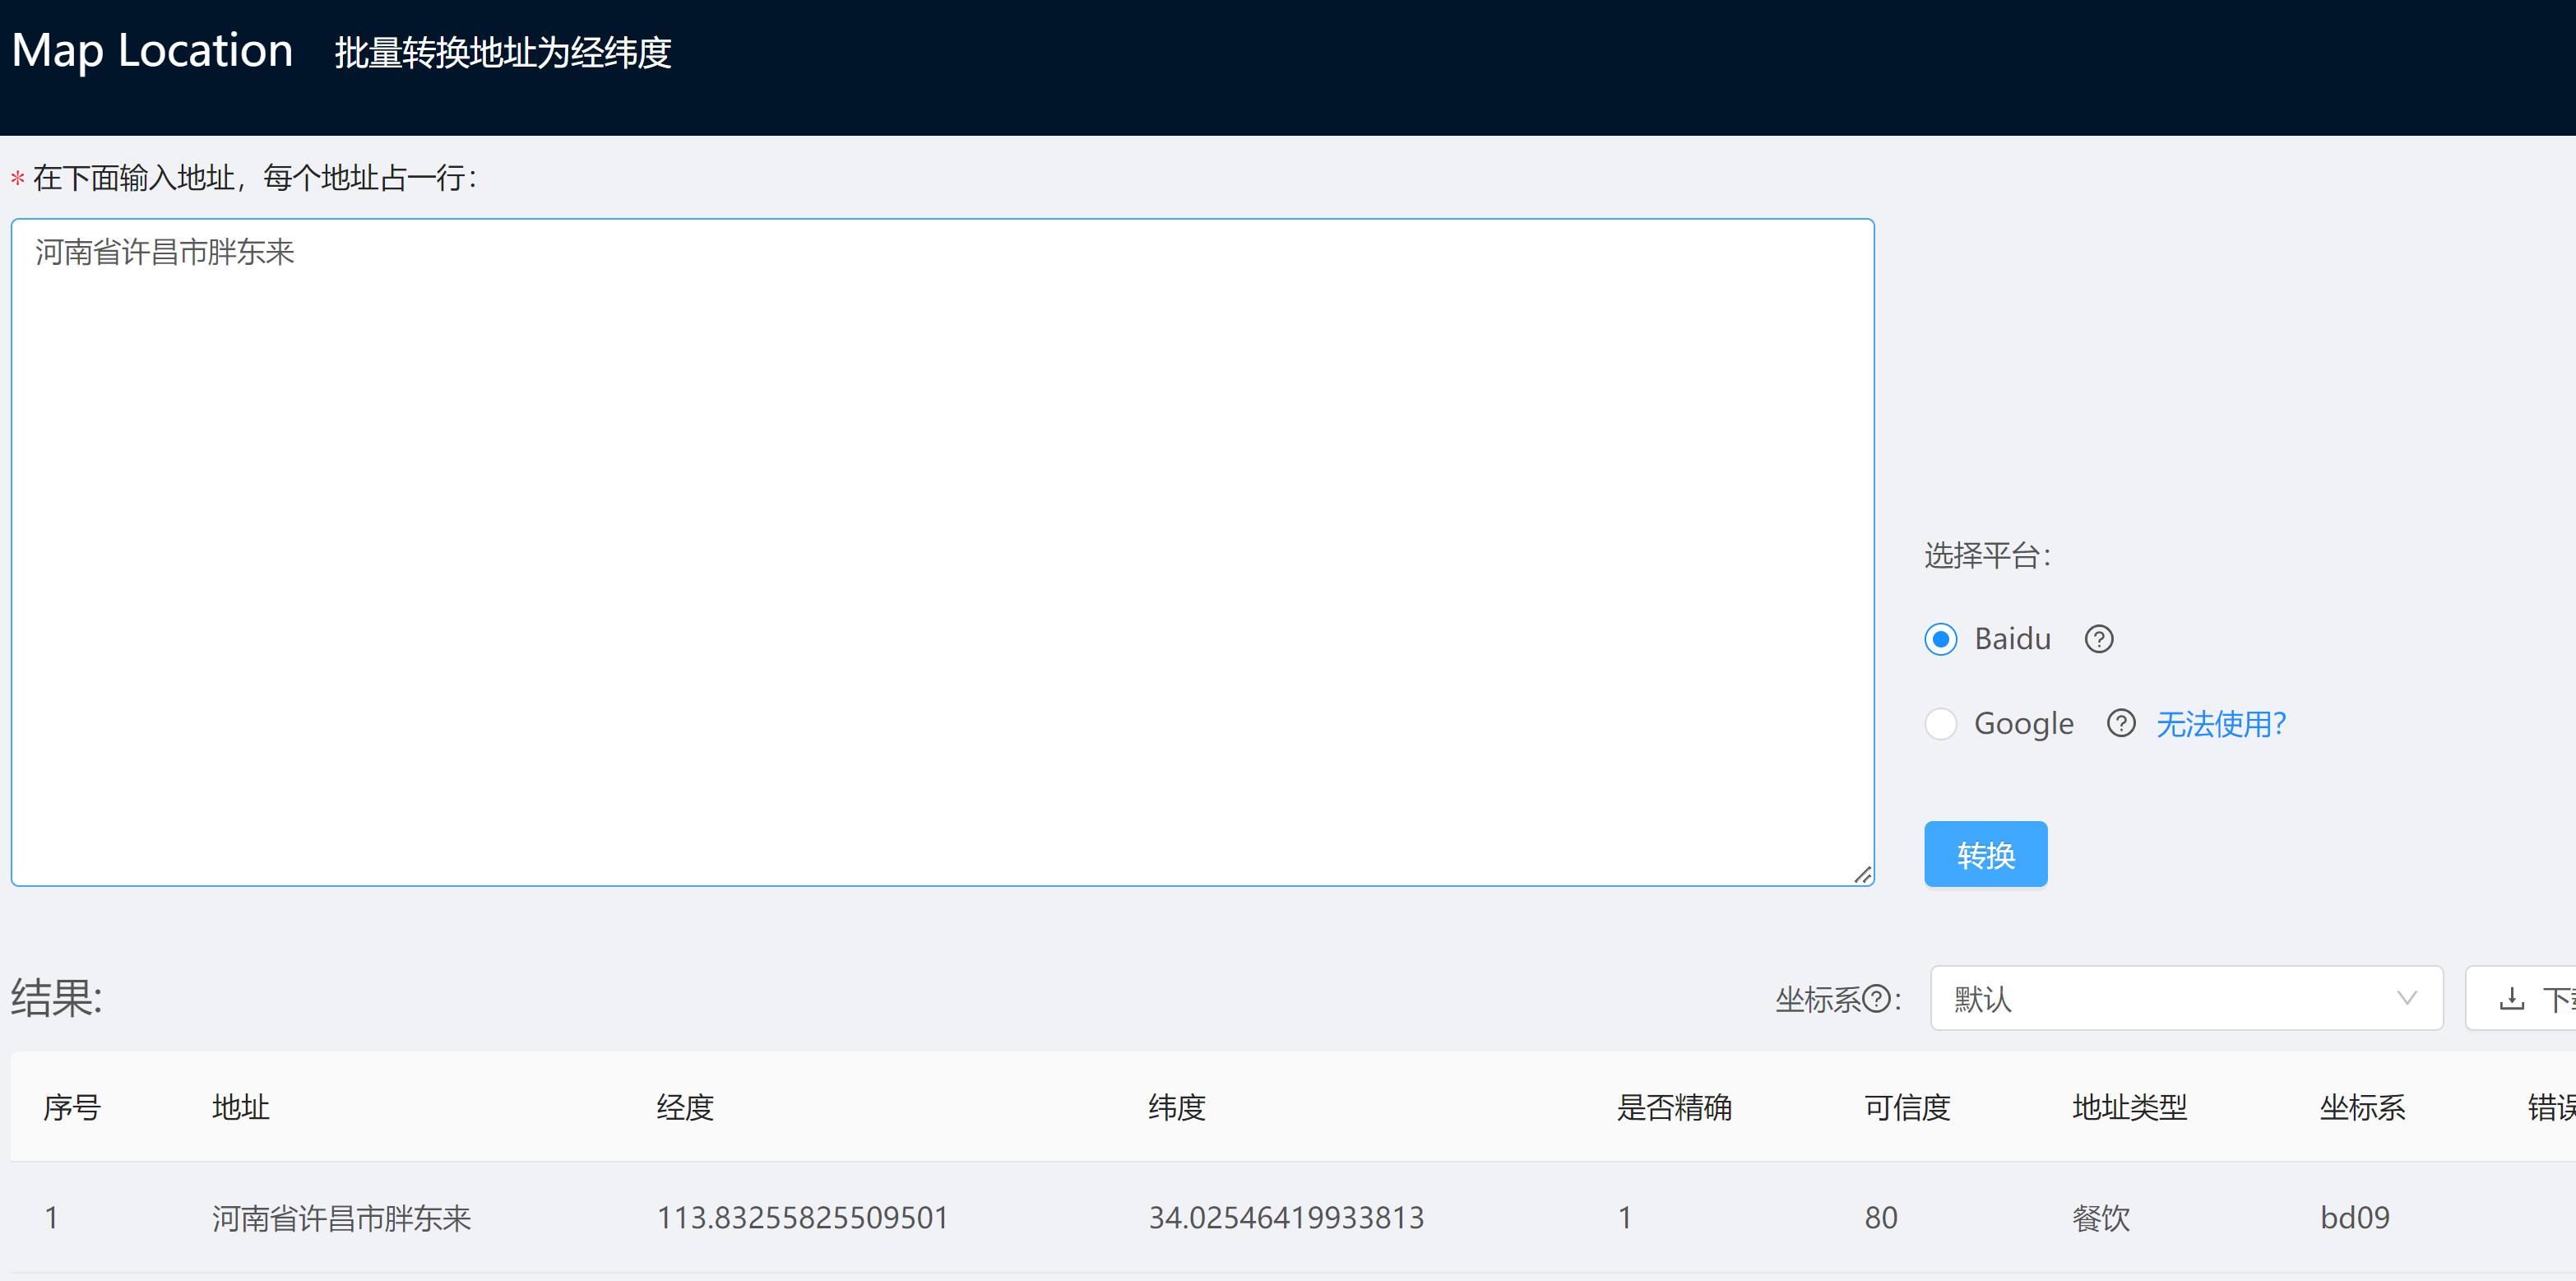 Map Location 批量转换地址为经纬度
* 在下面输入地址，每个地址占一行：
河南省许昌市胖东来
选择平台：
Baidu ?
Google ? 无法使用?
转换
结果: 坐标系?： 默认 下
序号 地址 经度 纬度 是否精确 可信度 地址类型 坐标系 错误
1 河南省许昌市胖东来 113.83255825509501 34.02546419933813 1 80 餐饮 bd09